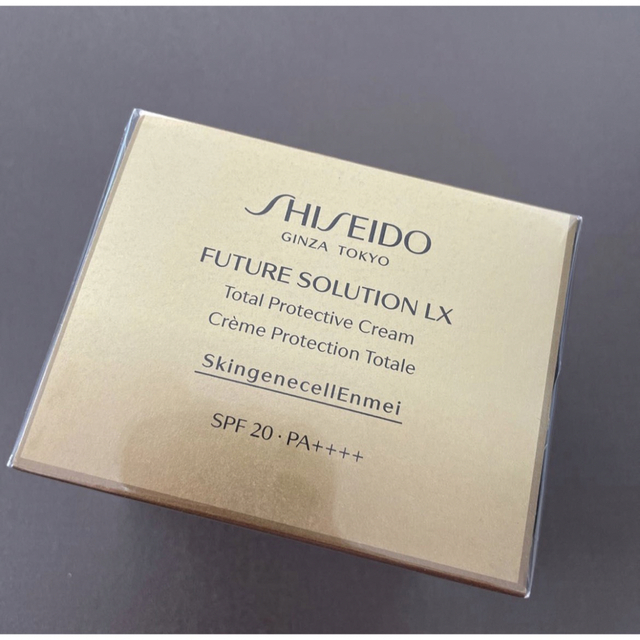 SHISEIDO
GINZA TOKYO
FUTURE SOLUTION LX
Total Protective Cream
Crème Protection Totale
SkingenecellEnmei
SPF 20 · PA++++